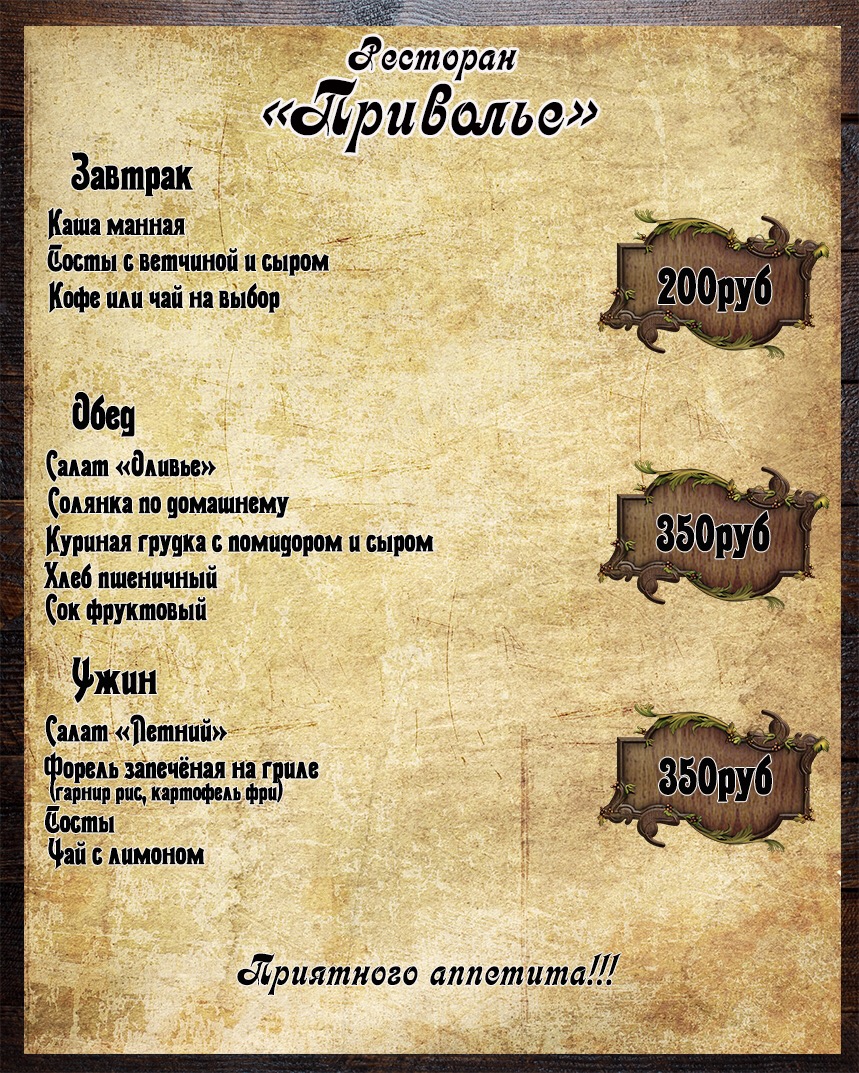 Ресторан
«Приволье»
Завтрак
Каша манная
Тосты с ветчиной и сыром
Кофе или чай на выбор
200руб
Обед
Салат «Оливье»
Солянка по домашнему
Куриная грудка с помидором и сыром
Хлеб пшеничный
Сок фруктовый
350руб
Ужин
Салат «Летний»
Форель запечёная на гриле
(гарнир рис, картофель фри)
Тосты
Чай с лимоном
350руб
Приятного аппетита!!!